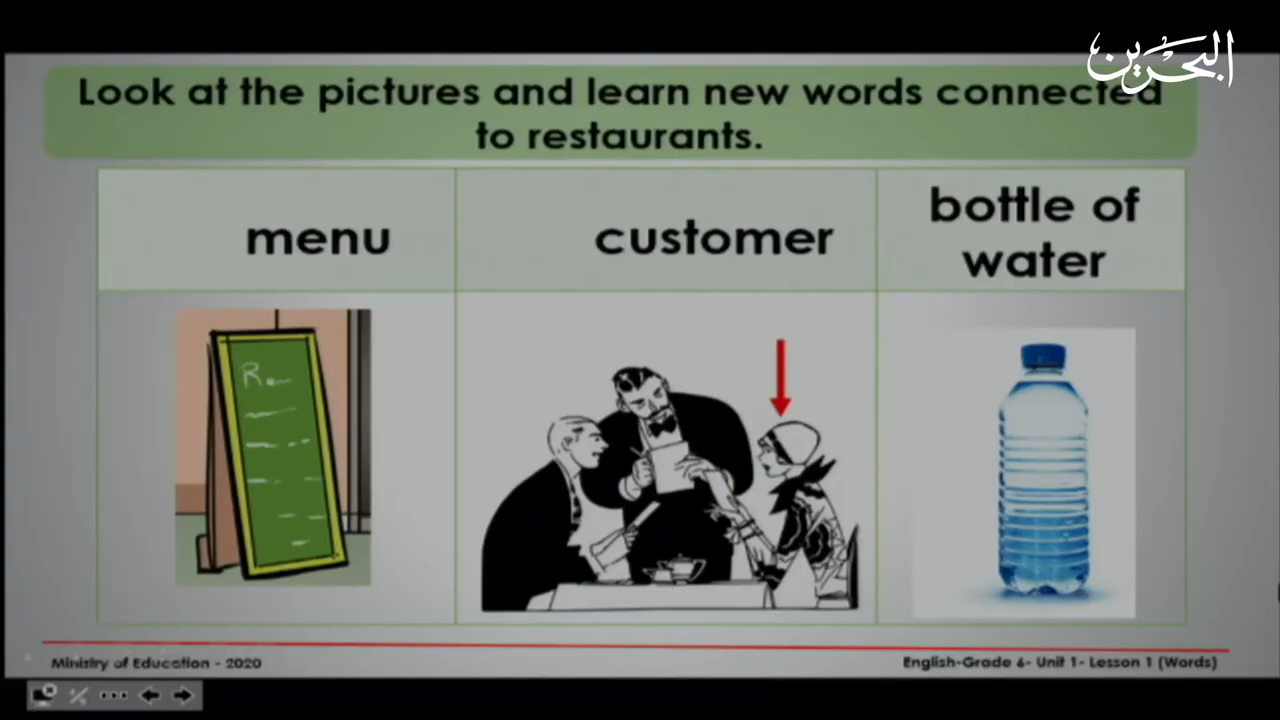 البحرين
Look at the pictures and learn new words connected
to restaurants.
menu
customer
bottle of
water
Ministry of Education - 2020
English-Grade 6- Unit 1- Lesson 1 (Words)